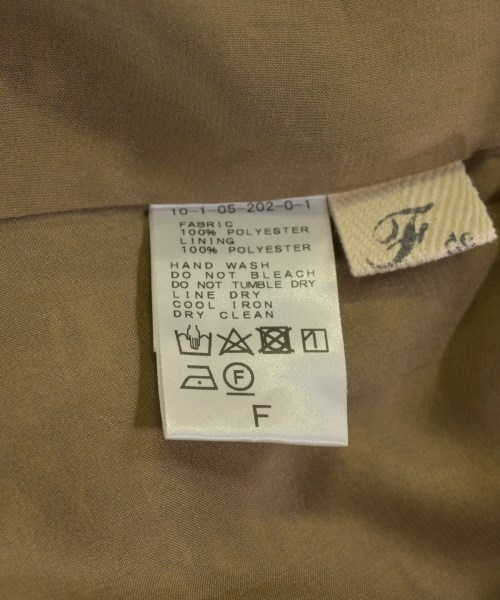 10-1-05-202-0-1
FABRIC
100% POLYESTER
LINING
100% POLYESTER
HAND WASH
DO NOT BLEACH
DO NOT TUMBLE DRY
LINE DRY
COOL IRON
DRY CLEAN
F
F
F
de